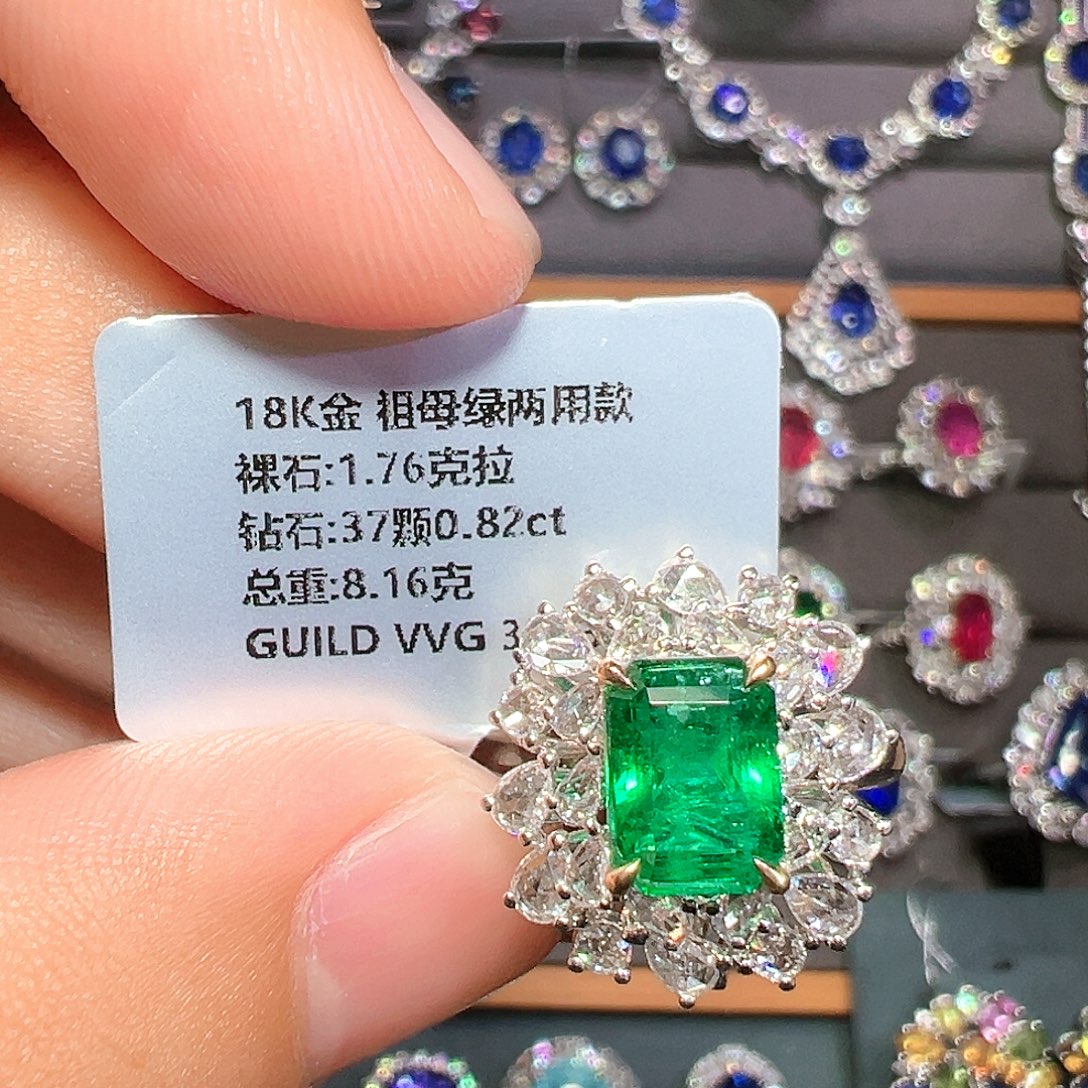 18K金 祖母绿两用款
裸石:1.76克拉
钻石:37颗0.82ct
总重:8.16克
GUILD VVG